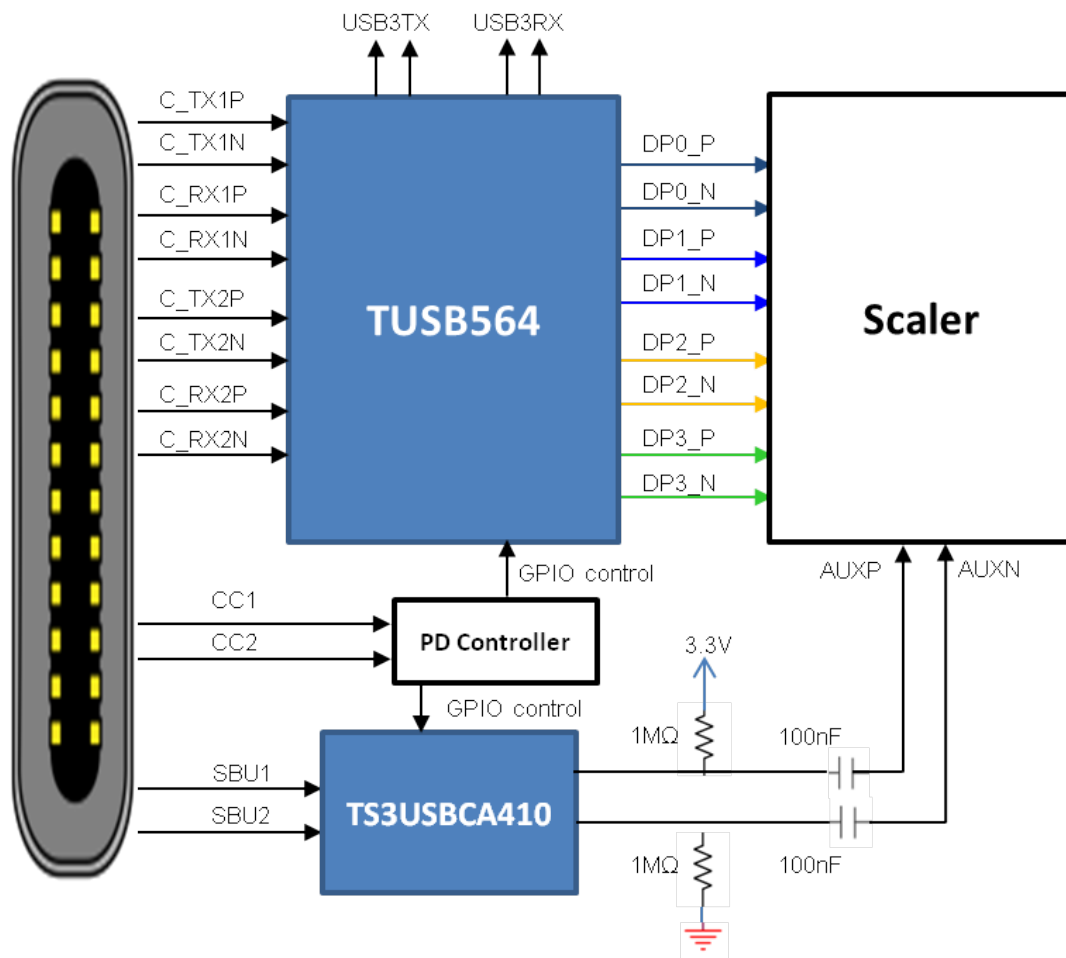 USB3TX
USB3RX
C_TX1P
C_TX1N
C_RX1P
C_RX1N
C_TX2P
C_TX2N
C_RX2P
C_RX2N
TUSB564
DP0_P
DP0_N
DP1_P
DP1_N
DP2_P
DP2_N
DP3_P
DP3_N
Scaler
GPIO control
AUXP
AUXN
CC1
CC2
PD Controller
GPIO control
3.3V
1MΩ
100nF
SBU1
SBU2
TS3USBCA410
1MΩ
100nF